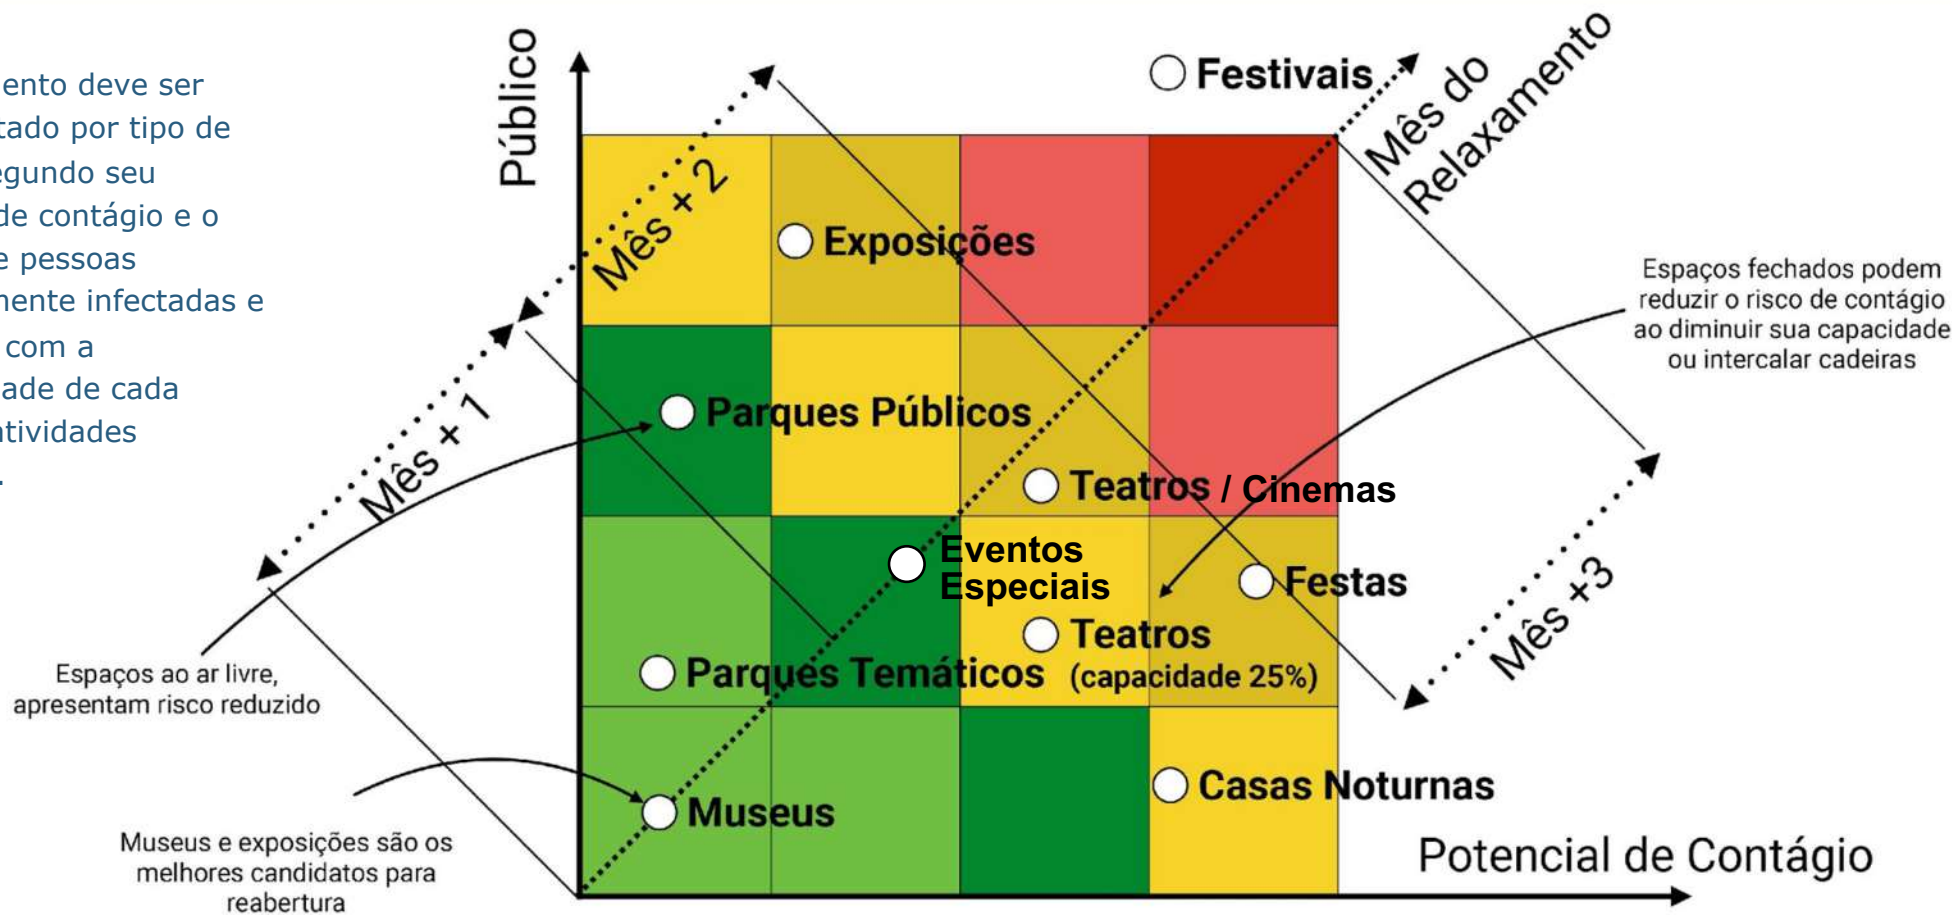 ento deve ser
tado por tipo de
egundo seu
de contágio e o
e pessoas
mente infectadas e
com a
ade de cada
atividades
.
Público
Festivais
Mês do
Relaxamento
Mês + 2
Exposições
Espaços fechados podem
reduzir o risco de contágio
ao diminuir sua capacidade
ou intercalar cadeiras
Mês + 1
Parques Públicos
Teatros / Cinemas
Eventos
Especiais
Festas
Mês +3
Teatros
(capacidade 25%)
Parques Temáticos
Espaços ao ar livre,
apresentam risco reduzido
Museus
Casas Noturnas
Museus e exposições são os
melhores candidatos para
reabertura
Potencial de Contágio